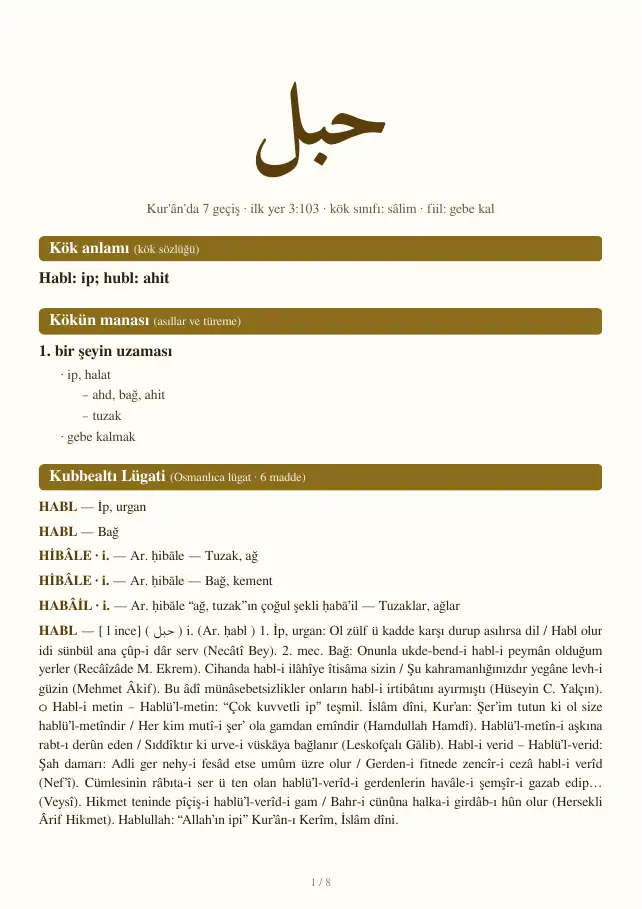 حبل
Kur'ân'da 7 geçiş · ilk yer 3:103 · kök sınıfı: sâlim · fiil: gebe kal
Kök anlamı (kök sözlüğü)
Habl: ip; hubl: ahit
Kökün manası (asıllar ve türeme)
1. bir şeyin uzaması
· ip, halat
– ahd, bağ, ahit
– tuzak
· gebe kalmak
Kubbealtı Lügati (Osmanlıca lügat · 6 madde)
HABL — İp, urgan
HABL — Bağ
HİBÂLE · i. — Ar. ḥibāle — Tuzak, ağ
HİBÂLE · i. — Ar. ḥibāle — Bağ, kement
HABÂİL · i. — Ar. ḥibāle “ağ, tuzak”ın çoğul şekli ḥabā'il — Tuzaklar, ağlar
HABL — [ l ince] ( حبل ) i. (Ar. ḥabl ) 1. İp, urgan: Ol zülf ü kadde karşı durup asılırsa dil / Habl olur
idi sünbül ana çûp-i dâr serv (Necâtî Bey). 2. mec. Bağ: Onunla ukde-bend-i habl-i peymân olduğum
yerler (Recâîzâde M. Ekrem). Cihanda habl-i ilâhîye îtisâma sizin / Şu kahramanlığınızdır yegâne levh-i
güzin (Mehmet Âkif). Bu âdî münâsebetsizlikler onların habl-i irtibâtını ayırmıştı (Hüseyin C. Yalçın).
ѻ Habl-i metin – Hablü'l-metin: “Çok kuvvetli ip” teşmil. İslâm dîni, Kur'an: Şer'im tutun ki ol size
hablü'l-metîndir / Her kim mutî-i şer' ola gamdan emîndir (Hamdullah Hamdî). Hablü'l-metîn-i aşkına
rabt-ı derûn eden / Sıddîktır ki urve-i vüskāya bağlanır (Leskofçalı Gālib). Habl-i verid – Hablü'l-verid:
Şah damarı: Adli ger nehy-i fesâd etse umûm üzre olur / Gerden-i fitnede zencîr-i cezâ habl-i verîd
(Nef'î). Cümlesinin râbıta-i ser ü ten olan hablü'l-verîd-i gerdenlerin havâle-i şemşîr-i gazab edip…
(Veysî). Hikmet teninde pîçiş-i hablü'l-verîd-i gam / Bahr-i cünûna halka-i girdâb-ı hûn olur (Hersekli
Ârif Hikmet). Hablullah: “Allah'ın ipi” Kur'ân-ı Kerîm, İslâm dîni.
1 / 8